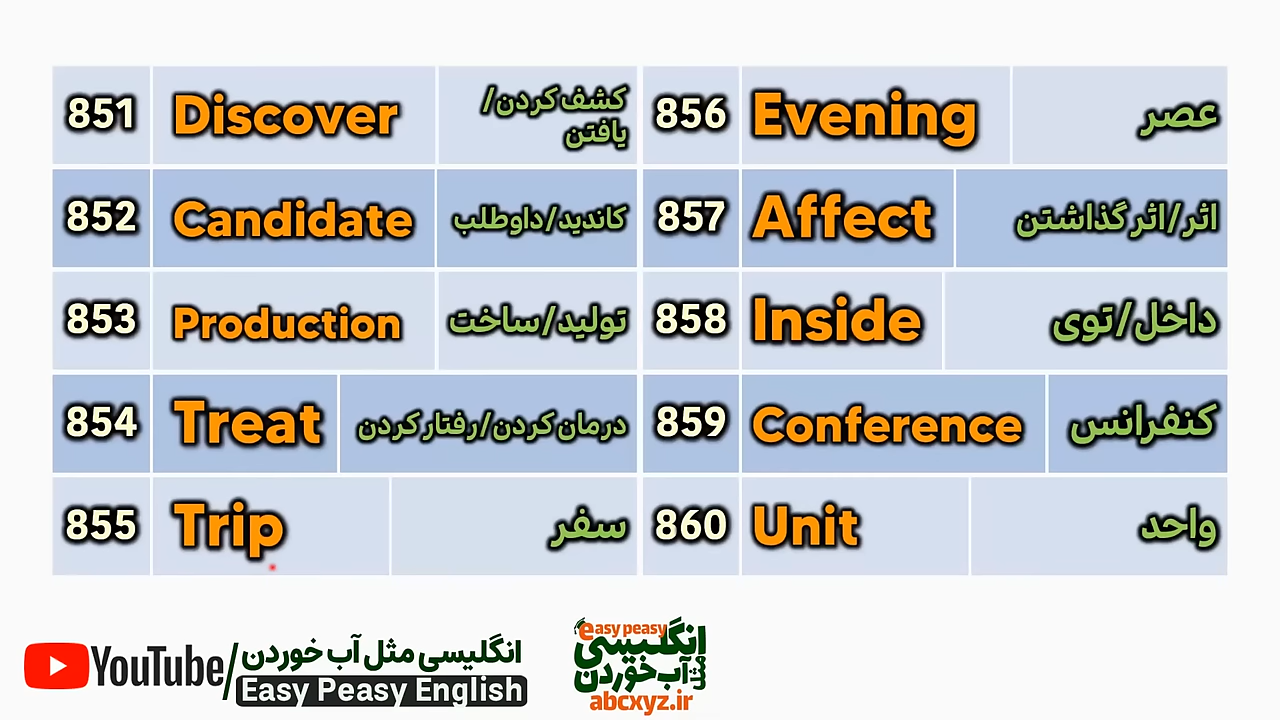 851 Discover کشف کردن/
یافتن
852 Candidate کاندید/داوطلب
853 Production تولید/ساخت
854 Treat درمان کردن/رفتار کردن
855 Trip سفر
856 Evening عصر
857 Affect اثر/اثر گذاشتن
858 Inside داخل/توی
859 Conference کنفرانس
860 Unit واحد
YouTube/انگلیسی مثل آب خوردن
Easy Peasy English
easy peasy
انگلیسی
مثل آب خوردن
abcxyz.ir